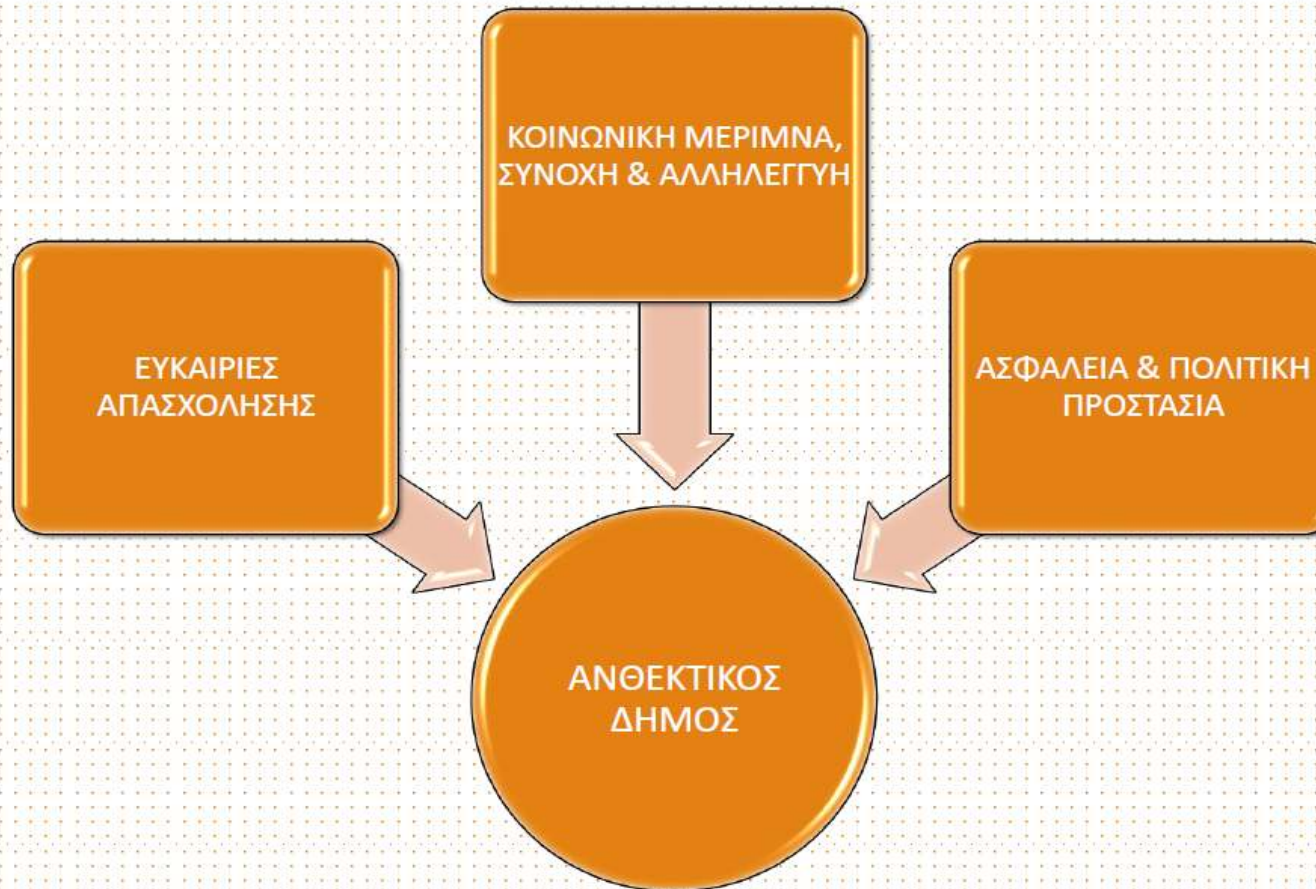 ΚΟΙΝΩΝΙΚΗ ΜΕΡΙΜΝΑ,
ΣΥΝΟΧΗ & ΑΛΛΗΛΕΓΓΥΗ
ΕΥΚΑΙΡΙΕΣ
ΑΠΑΣΧΟΛΗΣΗΣ
ΑΣΦΑΛΕΙΑ & ΠΟΛΙΤΙΚΗ
ΠΡΟΣΤΑΣΙΑ
ΑΝΘΕΚΤΙΚΟΣ
ΔΗΜΟΣ